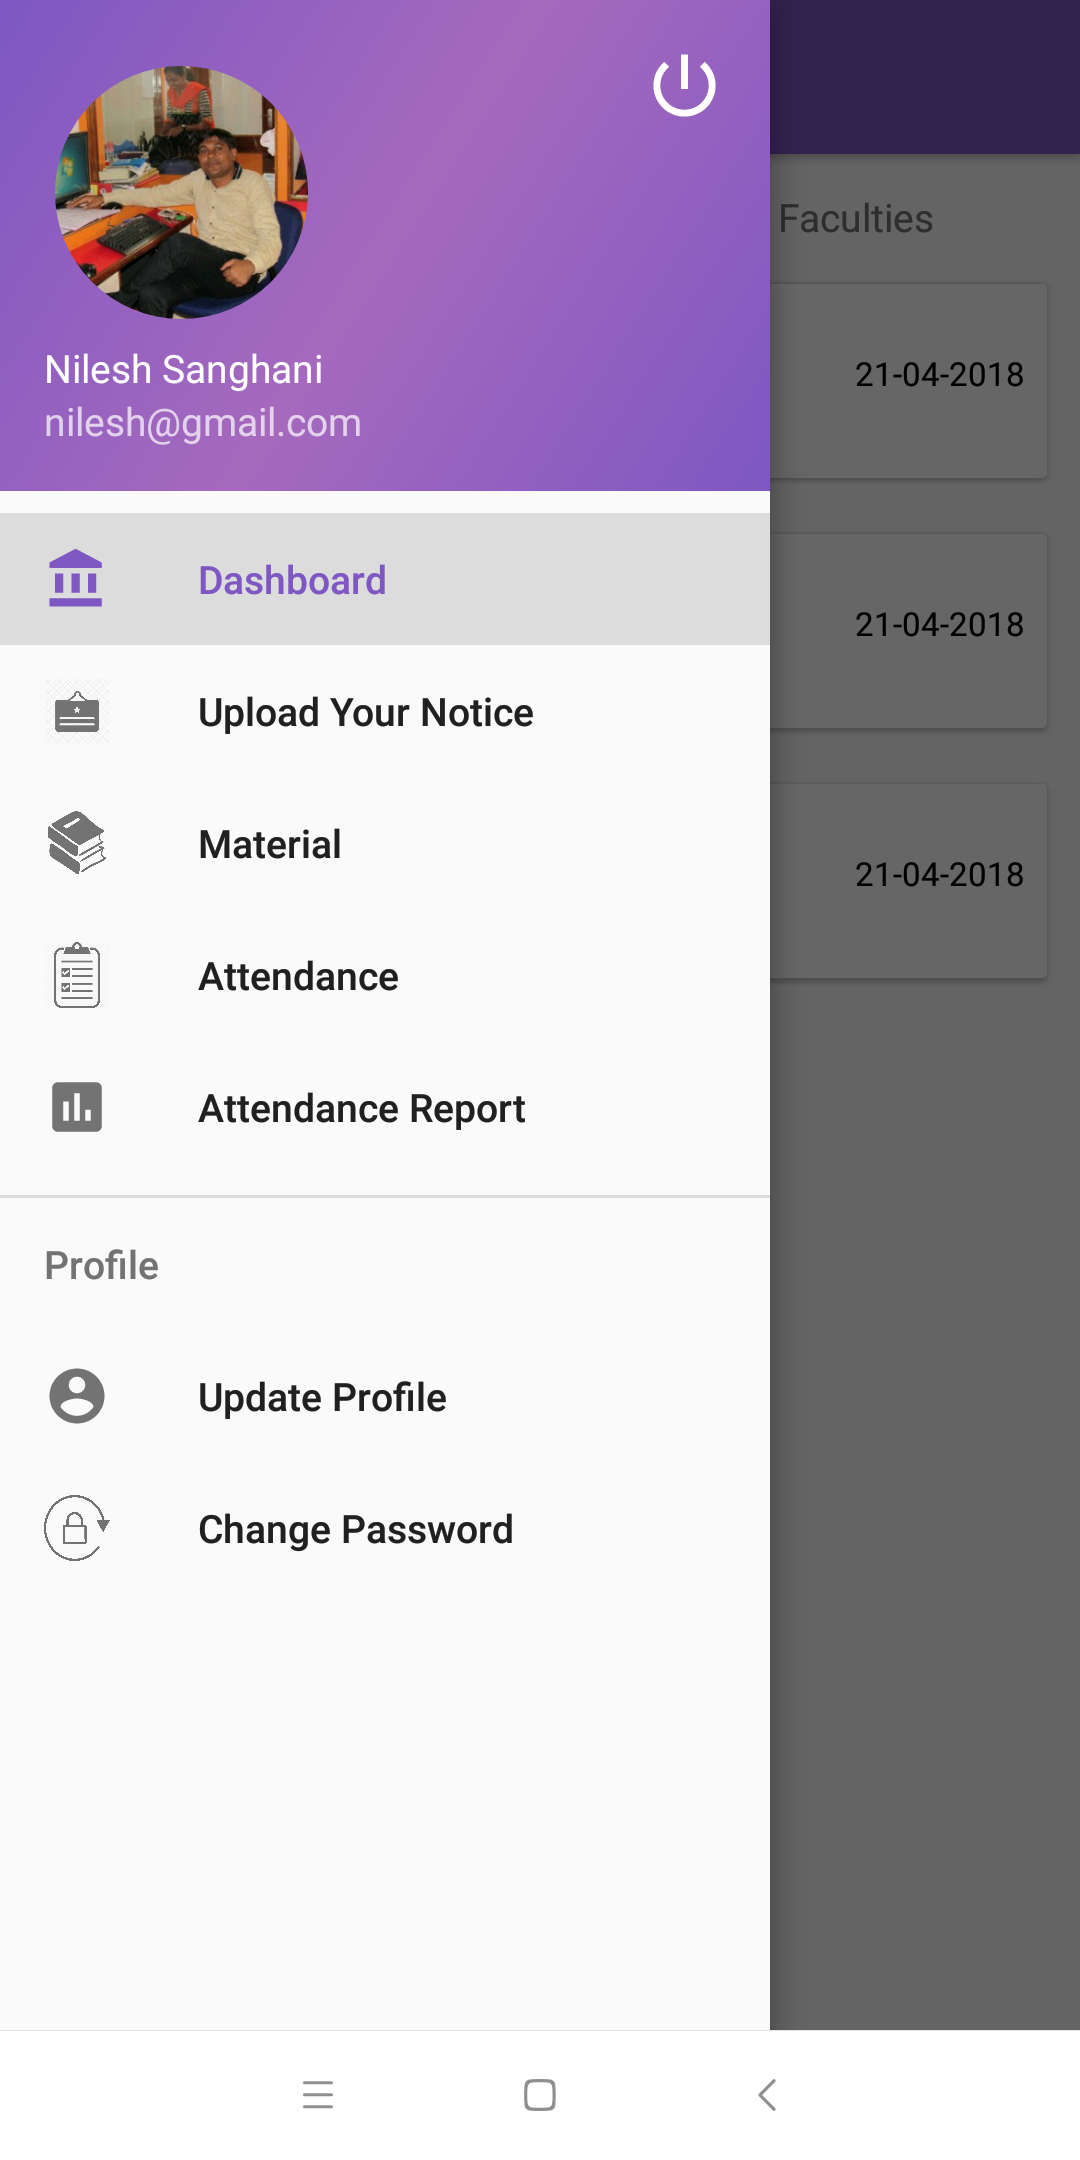 Nilesh Sanghani
nilesh@gmail.com
Dashboard
Upload Your Notice
Material
Attendance
Attendance Report
Profile
Update Profile
Change Password
Faculties
21-04-2018
21-04-2018
21-04-2018